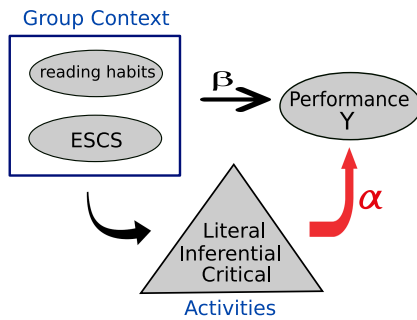 Group Context
reading habits
ESCS
β
Performance
Y
Literal
Inferential
Critical
α
Activities